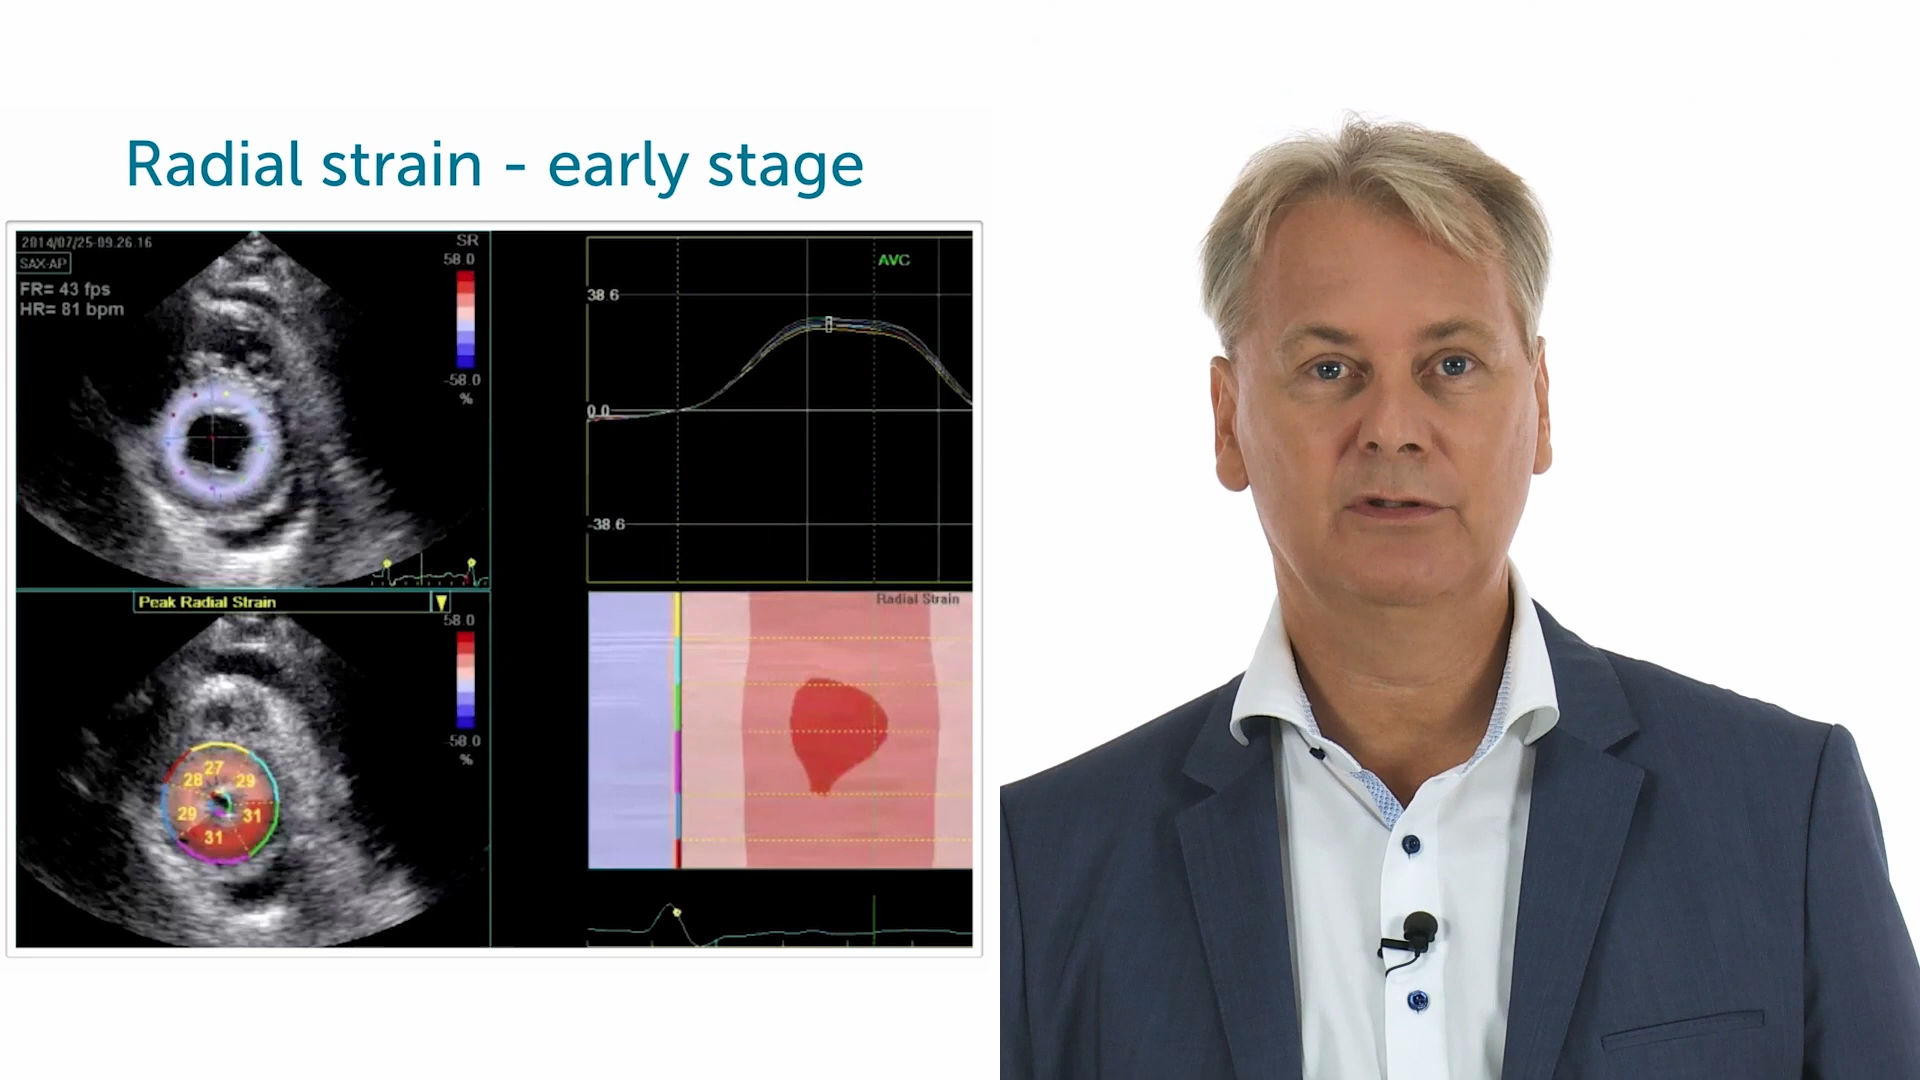 Radial strain - early stage
2014/07/25-09.26.16
SAX-AP
FR= 43 fps
HR= 81 bpm
SR
58.0
-58.0
%
AVC
38.6
0.0
-38.6
Peak Radial Strain
58.0
-58.0
%
27
28
29
29
31
31
Radial Strain